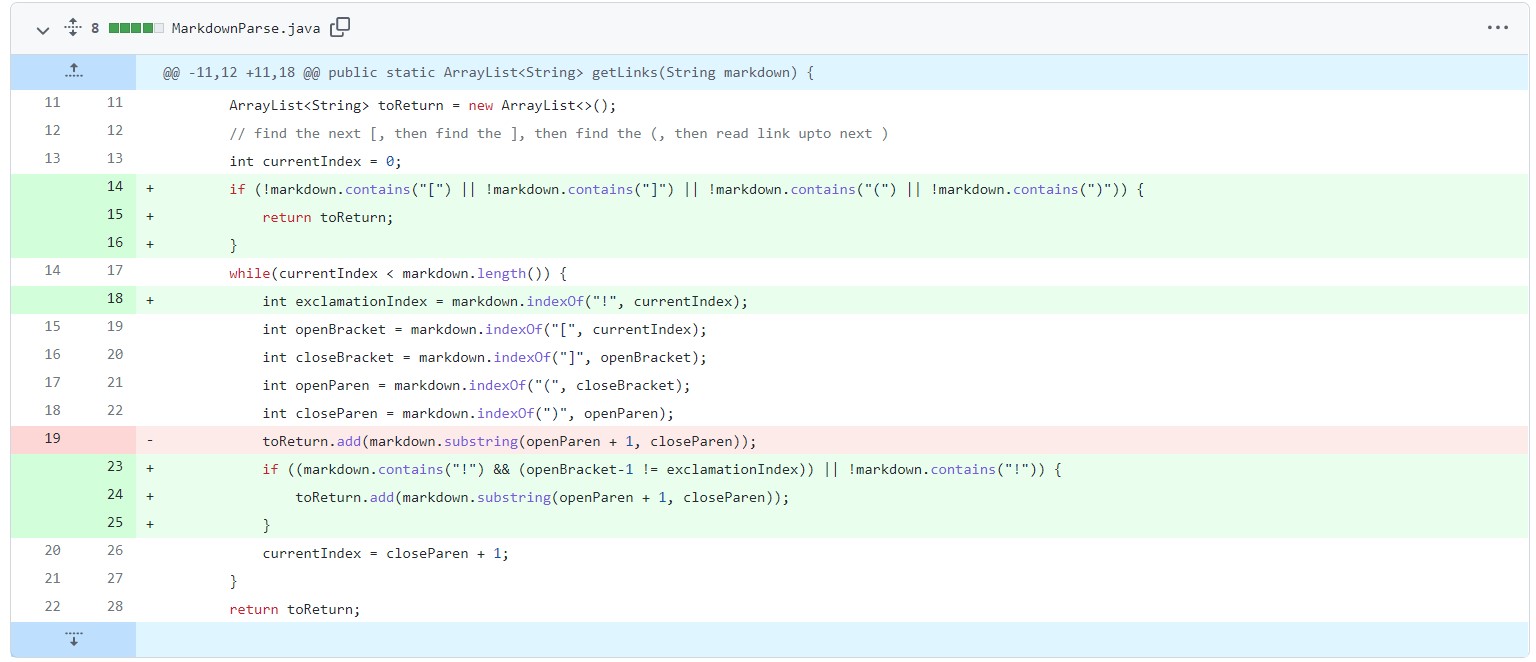 8 MarkdownParse.java
@@ -11,12 +11,18 @@ public static ArrayList<String> getLinks(String markdown) {
11 11 ArrayList<String> toReturn = new ArrayList<>();
12 12 // find the next [, then find the ], then find the (, then read link upto next )
13 13 int currentIndex = 0;
14 + if (!markdown.contains("[") || !markdown.contains("]") || !markdown.contains("(") || !markdown.contains(")")) {
15 + return toReturn;
16 + }
14 17 while(currentIndex < markdown.length()) {
18 + int exclamationIndex = markdown.indexOf("!", currentIndex);
15 19 int openBracket = markdown.indexOf("[", currentIndex);
16 20 int closeBracket = markdown.indexOf("]", openBracket);
17 21 int openParen = markdown.indexOf("(", closeBracket);
18 22 int closeParen = markdown.indexOf(")", openParen);
19 - toReturn.add(markdown.substring(openParen + 1, closeParen));
23 + if ((markdown.contains("!") && (openBracket-1 != exclamationIndex)) || !markdown.contains("!")) {
24 + toReturn.add(markdown.substring(openParen + 1, closeParen));
25 + }
20 26 currentIndex = closeParen + 1;
21 27 }
22 28 return toReturn;